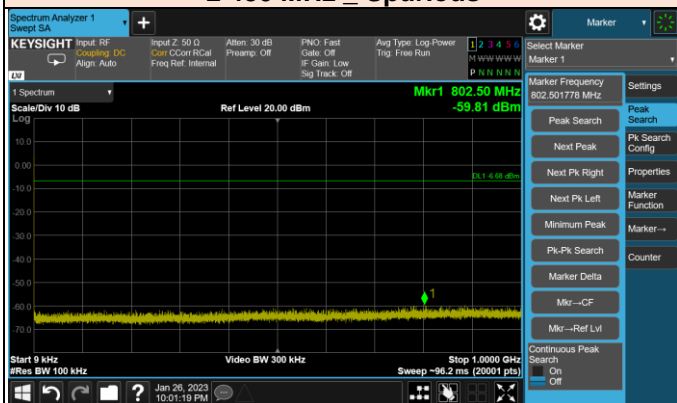 Spectrum Analyzer 1
Swept SA
Marker
KEYSIGHT
Input: RF
Coupling: DC
Align: Auto
Input Z: 50 Ω
Corr CCorr RCal
Freq Ref: Internal
Atten: 30 dB
Preamp: Off
PNO: Fast
Gate: Off
IF Gain: Low
Sig Track: Off
Avg Type: Log-Power
Trig: Free Run
1 2 3 4 5 6
M W W W W W
P N N N N N
Select Marker
Marker 1
LXI
1 Spectrum
Scale/Div 10 dB
Log
Ref Level 20.00 dBm
Mkr1 802.50 MHz
-59.81 dBm
10.0
0.00
-10.0
-20.0
-30.0
-40.0
-50.0
-60.0
-70.0
DL1 -6.68 dBm
1
Start 9 kHz
#Res BW 100 kHz
Video BW 300 kHz
Stop 1.0000 GHz
Sweep ~96.2 ms (20001 pts)
Marker Frequency
802.501778 MHz
Peak Search
Next Peak
Next Pk Right
Next Pk Left
Minimum Peak
Pk-Pk Search
Marker Delta
Mkr→CF
Mkr→Ref Lvl
Continuous Peak
Search
On
Off
Settings
Peak
Search
Pk Search
Config
Properties
Marker
Function
Marker→
Counter
?
Jan 26, 2023
10:01:19 PM